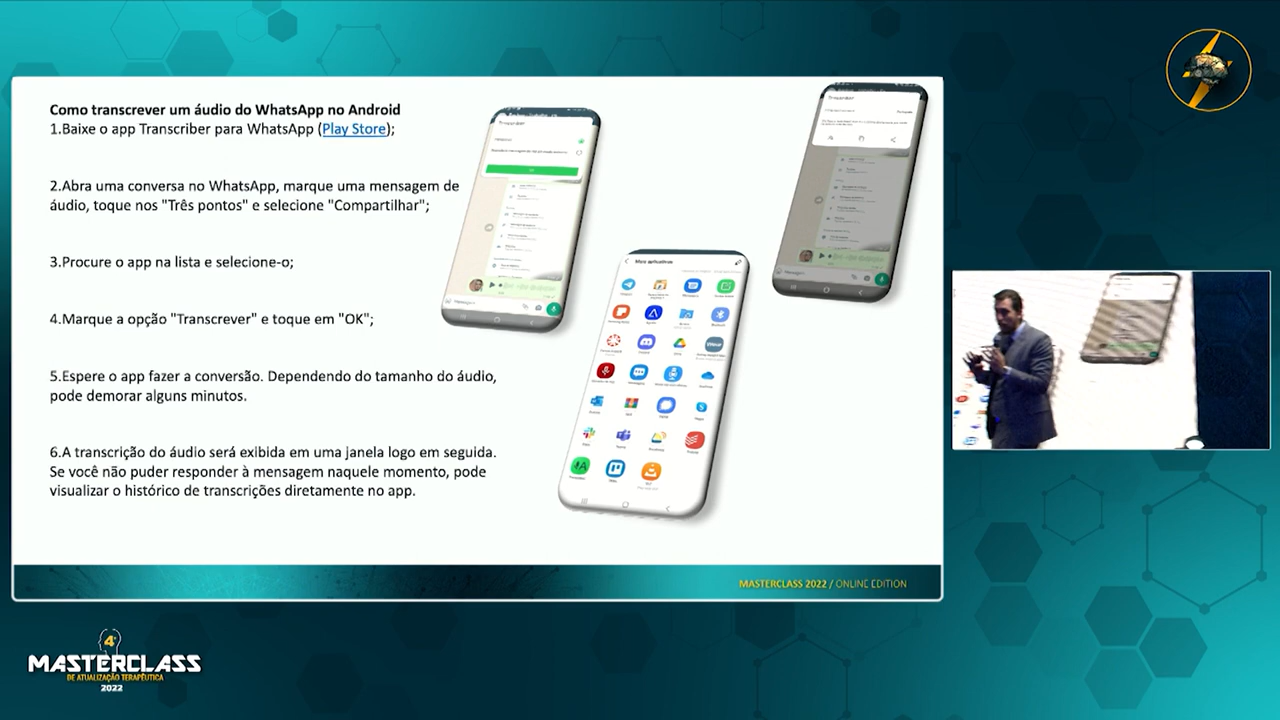 Como transcrever um áudio do WhatsApp no Android
1.Baixe o app Transcriber para WhatsApp (Play Store);
2.Abra uma conversa no WhatsApp, marque uma mensagem de
áudio, toque nos "Três pontos" e selecione "Compartilhar";
3.Procure o app na lista e selecione-o;
4.Marque a opção "Transcrever" e toque em "OK";
5.Espere o app fazer a conversão. Dependendo do tamanho do áudio,
pode demorar alguns minutos.
6.A transcrição do áudio será exibida em uma janela logo em seguida.
Se você não puder responder à mensagem naquele momento, pode
visualizar o histórico de transcrições diretamente no app.
Mais aplicativos
MASTERCLASS 2022 / ONLINE EDITION
4ª
MASTERCLASS
DE ATUALIZAÇÃO TERAPÊUTICA
2022